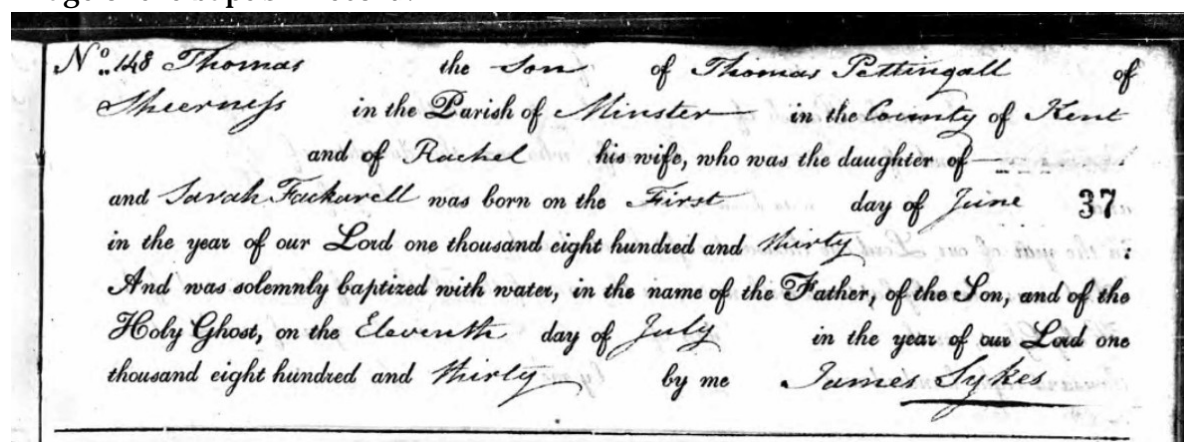 No. 148 Thomas the Son of Thomas Pettingall of
Sheerness in the Parish of Minster in the County of Kent
and of Rachel his wife, who was the daughter of
and Sarah Fackarell was born on the First day of June 37
in the year of our Lord one thousand eight hundred and thirty
And was solemnly baptized with water, in the name of the Father, of the Son, and of the
Holy Ghost, on the Eleventh day of July in the year of our Lord one
thousand eight hundred and thirty by me James Sykes